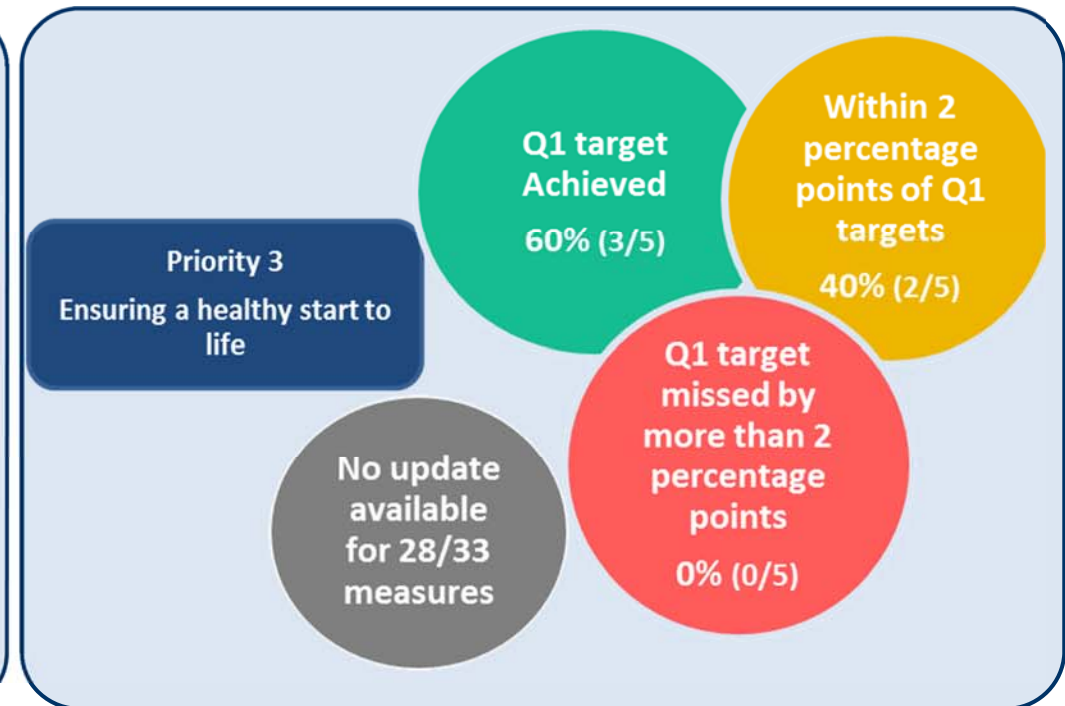 Priority 3
Ensuring a healthy start to
life
Q1 target
Achieved
60% (3/5)
Within 2
percentage
points of Q1
targets
40% (2/5)
Q1 target
missed by
more than 2
percentage
points
0% (0/5)
No update
available
for 28/33
measures